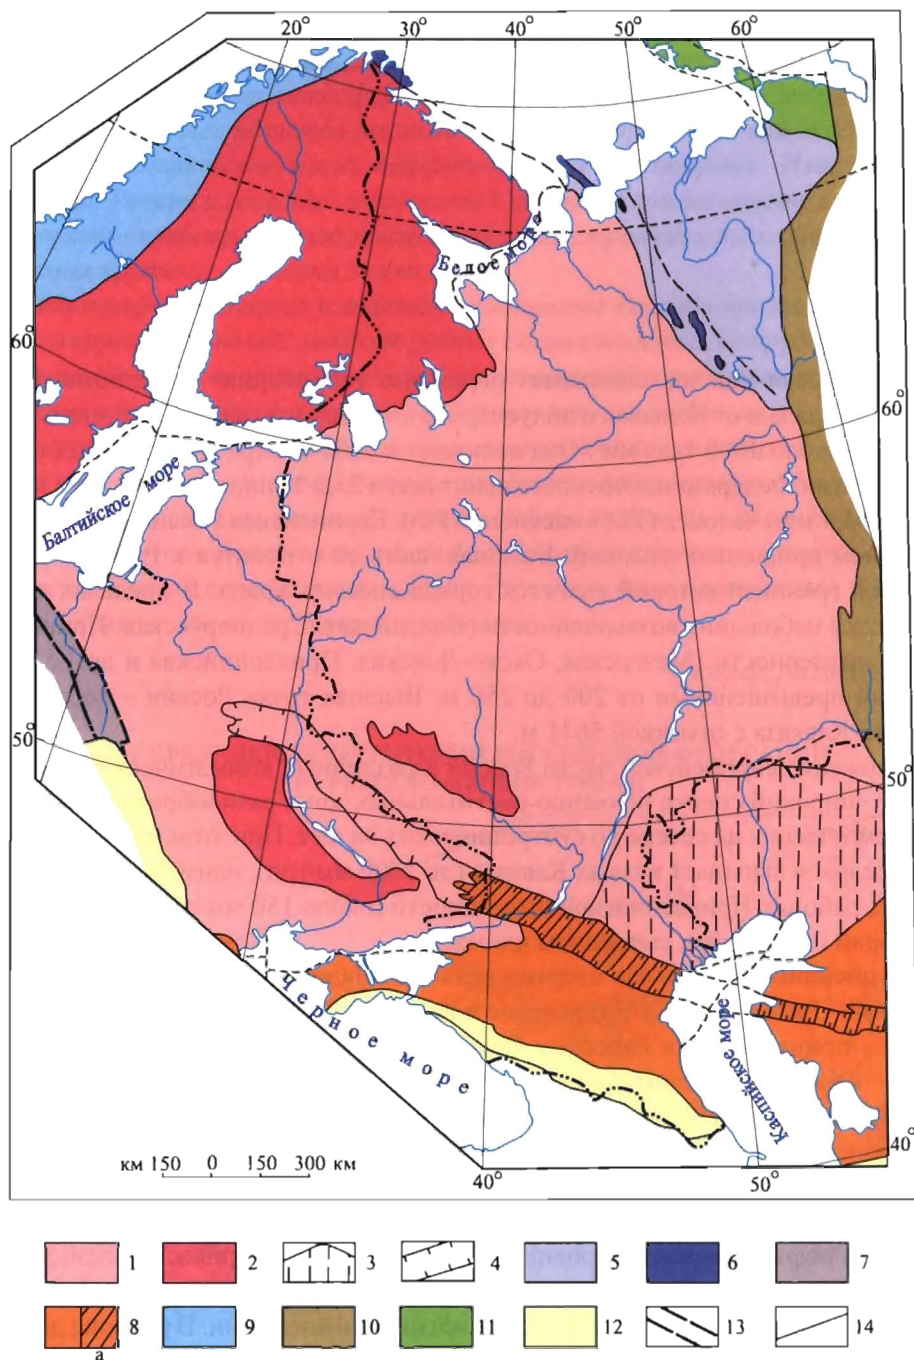 20° 30° 40° 50° 60°
Белое море
60°
60°
Балтийское море
50°
50°
Черное море
Каспийское море
40°
км 150 0 150 300 км
40° 50°
1 2 3 4 5 6 7
8 9 10 11 12 13 14
а